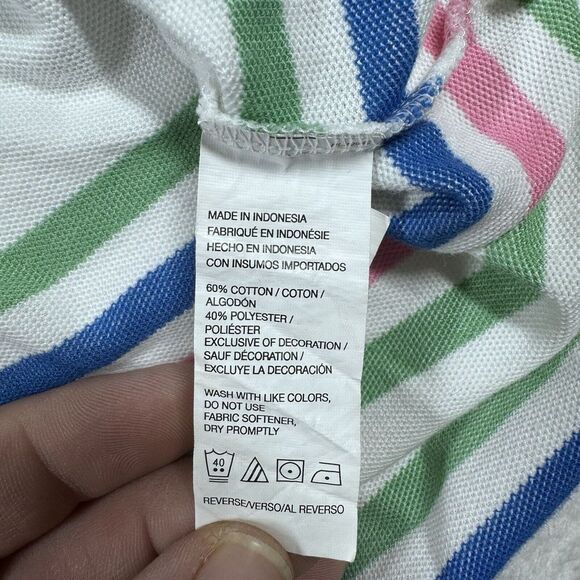 MADE IN INDONESIA
FABRIQUÉ EN INDONÉSIE
HECHO EN INDONESIA
CON INSUMOS IMPORTADOS
60% COTTON / COTON /
ALGODÓN
40% POLYESTER /
POLIÉSTER
EXCLUSIVE OF DECORATION /
SAUF DÉCORATION /
EXCLUYE LA DECORACIÓN
WASH WITH LIKE COLORS,
DO NOT USE
FABRIC SOFTENER,
DRY PROMPTLY
40
REVERSE/VERSO/AL REVERSO